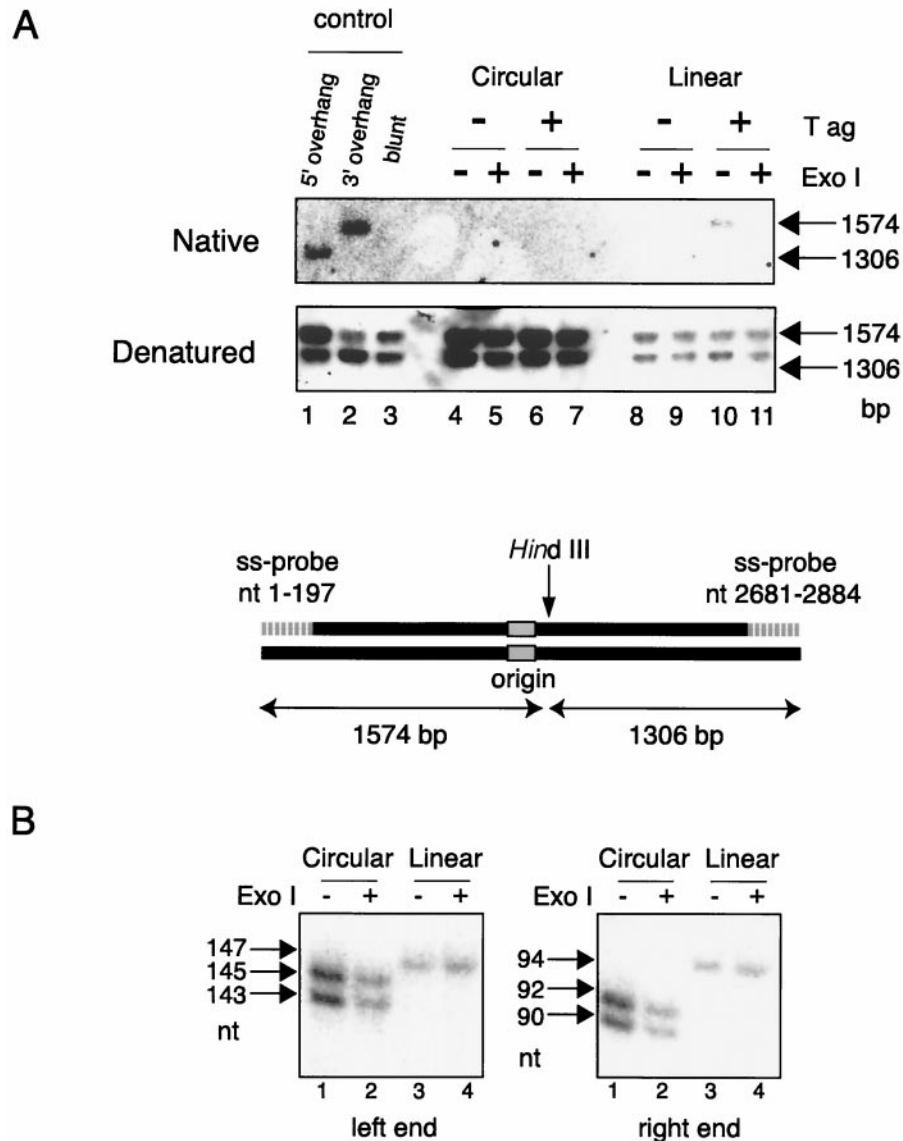 A
control
5' overhang
3' overhang
blunt
Circular Linear
- + - + T ag
- + - + - + - + Exo I
Native
1574
1306
Denatured
1574
1306
1 2 3 4 5 6 7 8 9 10 11 bp
Hind III
ss-probe ss-probe
nt 1-197 nt 2681-2884
origin
1574 bp 1306 bp
B
Circular Linear
Exo I - + - +
147
145
143
nt
1 2 3 4
left end
Circular Linear
Exo I - + - +
94
92
90
nt
1 2 3 4
right end